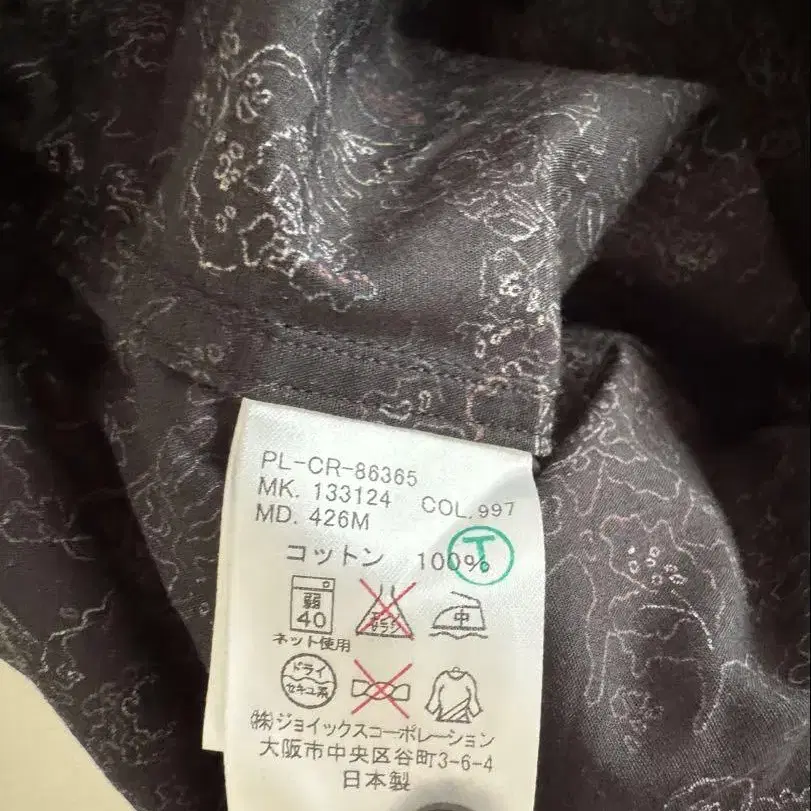 PL-CR-86365
MK. 133124 COL. 997
MD. 426M
コットン 100%
T
弱
40
エンソ
サラシ
中
ネット使用
ドライ
セキユ系
㈱ジョイックスコーポレーション
大阪市中央区谷町3-6-4
日本製